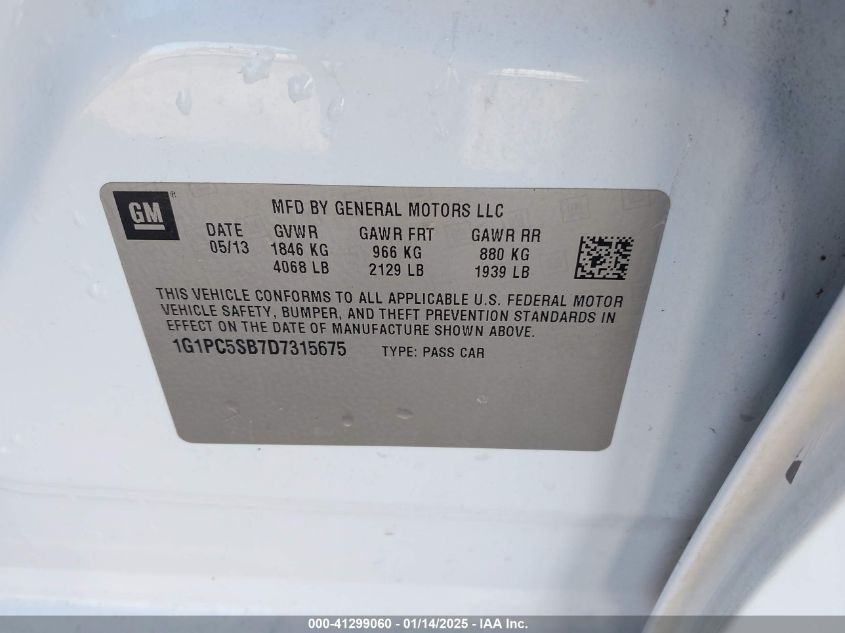 GM ®
MFD BY GENERAL MOTORS LLC
DATE GVWR GAWR FRT GAWR RR
05/13 1846 KG 966 KG 880 KG
4068 LB 2129 LB 1939 LB
THIS VEHICLE CONFORMS TO ALL APPLICABLE U.S. FEDERAL MOTOR
VEHICLE SAFETY, BUMPER, AND THEFT PREVENTION STANDARDS IN
EFFECT ON THE DATE OF MANUFACTURE SHOWN ABOVE.
1G1PC5SB7D7315675 TYPE: PASS CAR
000-41299060 - 01/14/2025 - IAA Inc.